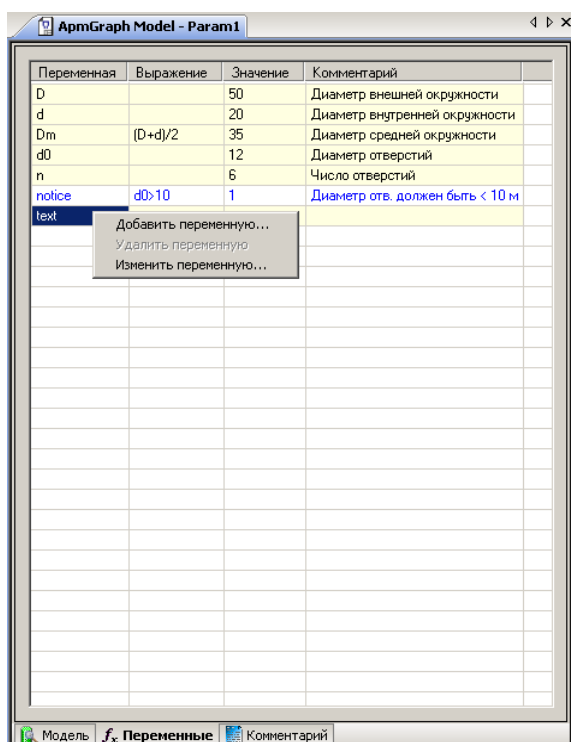 ApmGraph Model - Param1
Переменная Выражение Значение Комментарий
D 50 Диаметр внешней окружности
d 20 Диаметр внутренней окружности
Dm (D+d)/2 35 Диаметр средней окружности
d0 12 Диаметр отверстий
n 6 Число отверстий
notice d0>10 1 Диаметр отв. должен быть < 10 м
text
Добавить переменную...
Удалить переменную
Изменить переменную...
Модель fx Переменные Комментарий